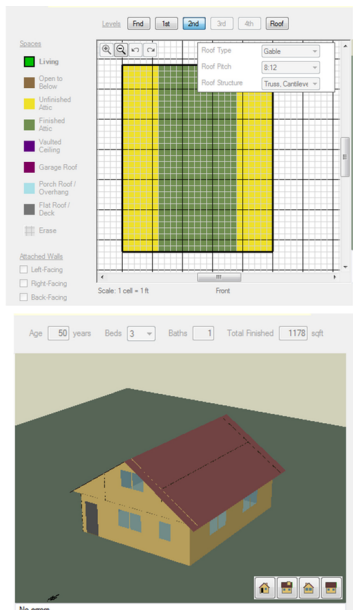 Levels Fnd 1st 2nd 3rd 4th Roof
Spaces
Living
Open to
Below
Unfinished
Attic
Finished
Attic
Vaulted
Ceiling
Garage Roof
Porch Roof /
Overhang
Flat Roof /
Deck
Erase
Attached Walls
Left-Facing
Right-Facing
Back-Facing
Roof Type Gable
Roof Pitch 8:12
Roof Structure Truss, Cantileve
Scale: 1 cell = 1 ft Front
Age 50 years Beds 3 Baths 1 Total Finished 1178 sqft
No errors